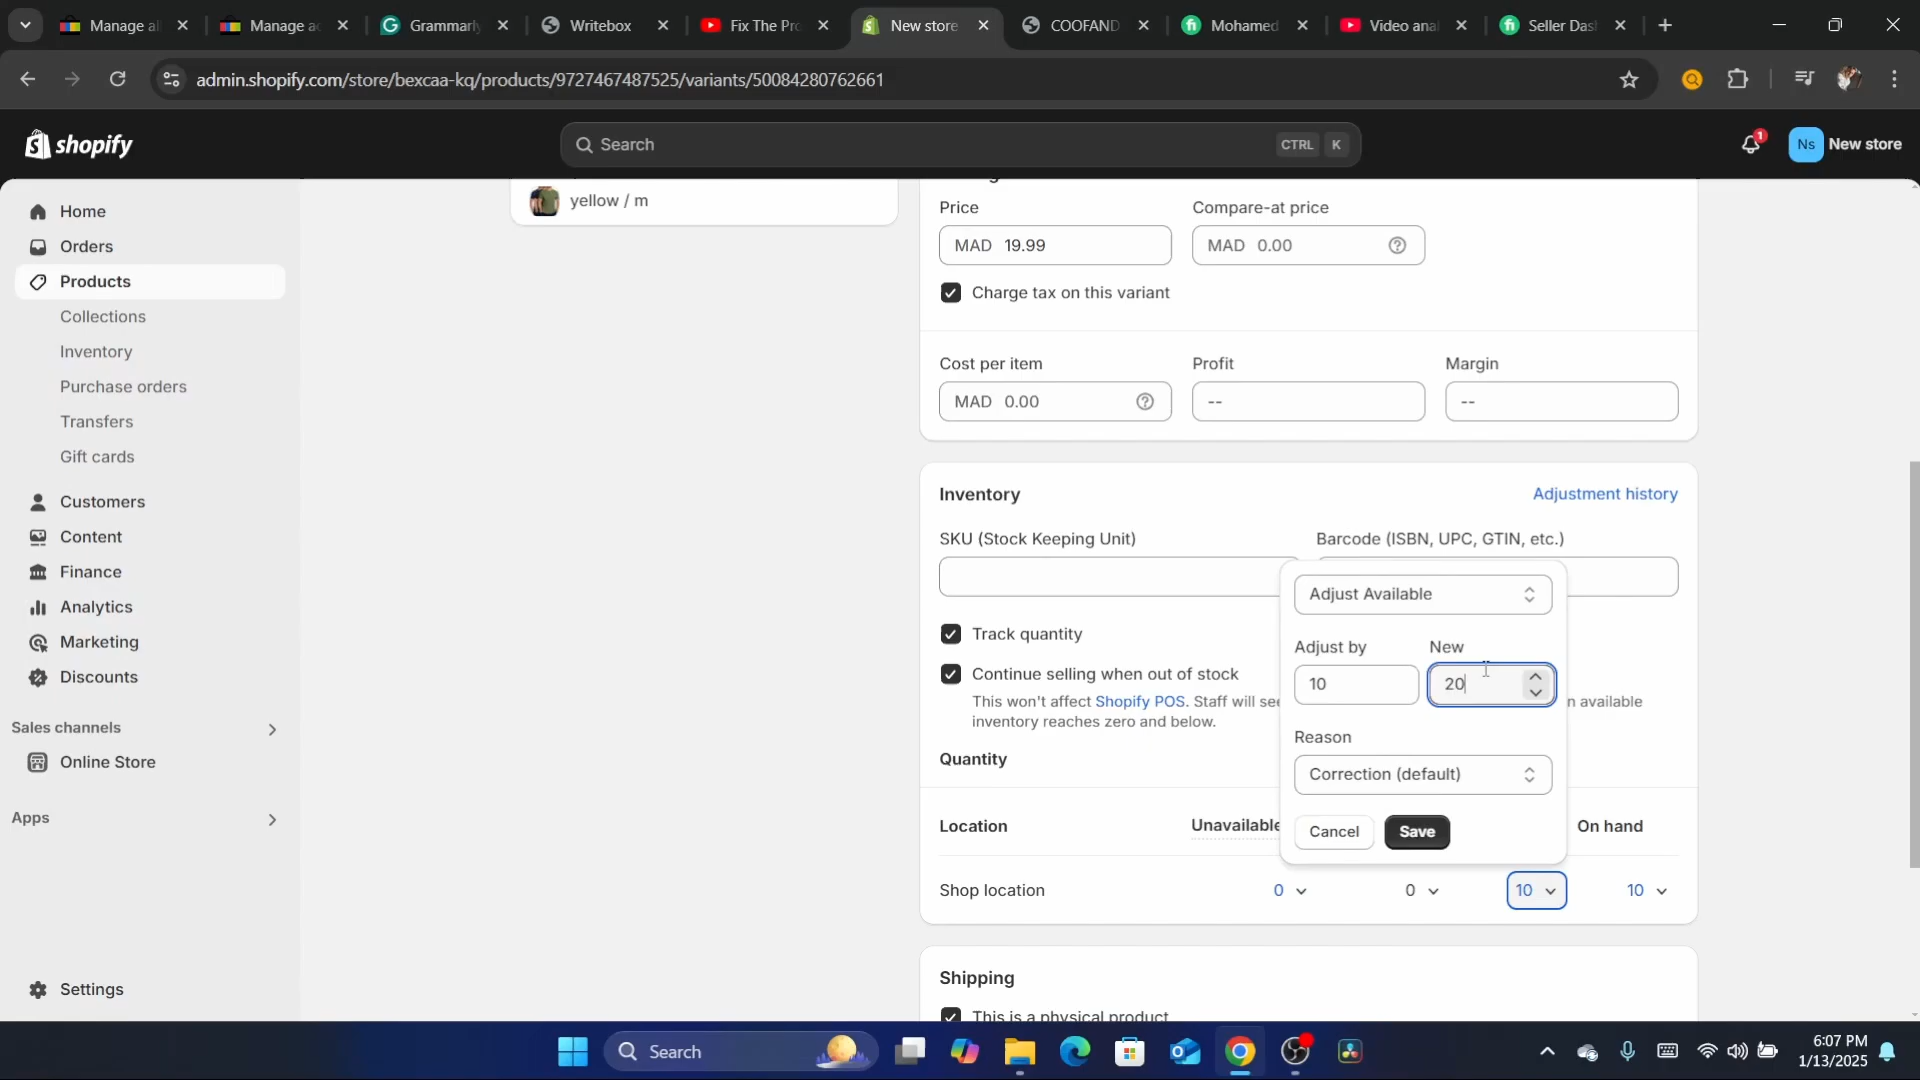 Manage al
Manage ac
Grammarly
Writebox
Fix The Pro
New store
COOFAND
Mohamed
Video anal
Seller Das
admin.shopify.com/store/bexcaa-kq/products/9727467487525/variants/50084280762661
shopify
Search
CTRL
K
1
Ns
New store
Home
Orders
Products
Collections
Inventory
Purchase orders
Transfers
Gift cards
Customers
Content
Finance
Analytics
Marketing
Discounts
Sales channels
Online Store
Apps
Settings
yellow / m
Price
Compare-at price
MAD 19.99
MAD 0.00
Charge tax on this variant
Cost per item
Profit
Margin
MAD 0.00
--
--
Inventory
Adjustment history
SKU (Stock Keeping Unit)
Barcode (ISBN, UPC, GTIN, etc.)
Adjust Available
Track quantity
Adjust by
New
Continue selling when out of stock
10
20
This won't affect Shopify POS. Staff will see
n available
inventory reaches zero and below.
Reason
Quantity
Correction (default)
Location
Unavailable
Cancel
Save
On hand
Shop location
0
0
10
10
Shipping
This is a physical product
Search
6:07 PM
1/13/2025